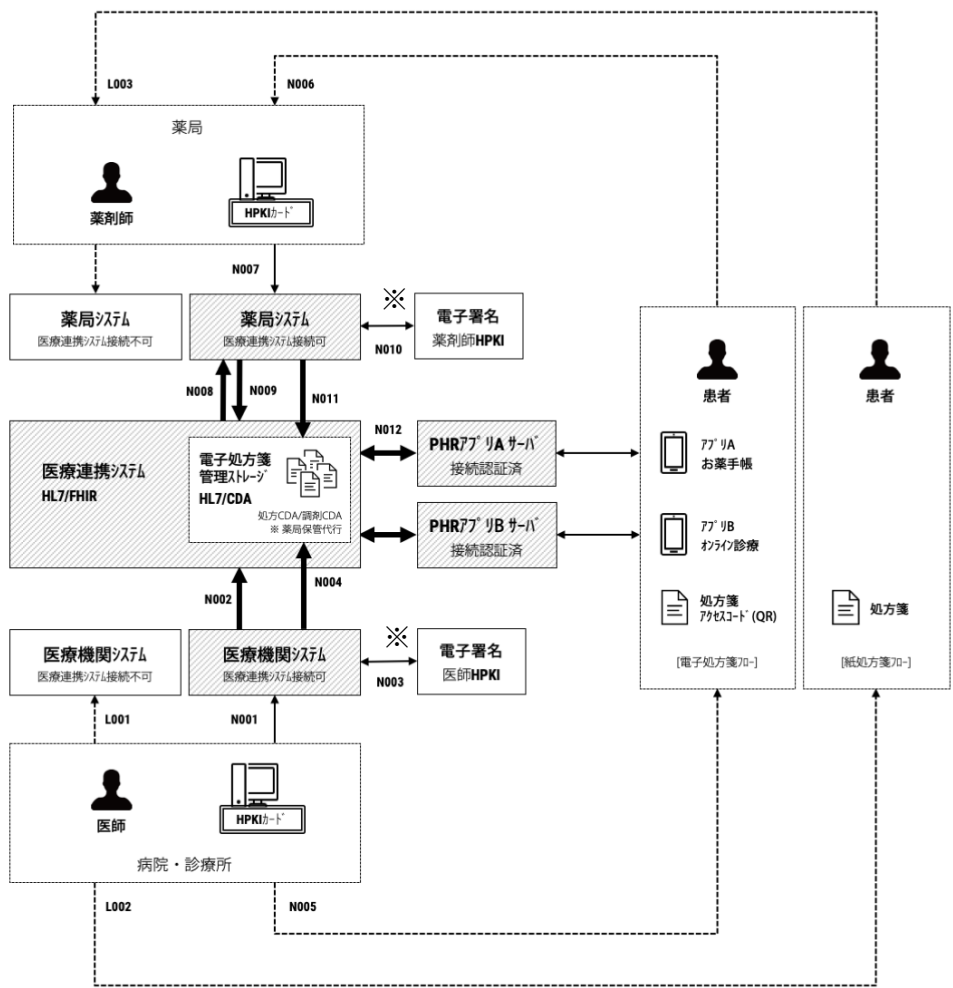 L003
N006
薬局
薬剤師
HPKIｶｰﾄﾞ
N007
薬局ｼｽﾃﾑ
医療連携ｼｽﾃﾑ接続不可
薬局ｼｽﾃﾑ
医療連携ｼｽﾃﾑ接続可
※
N010
電子署名
薬剤師HPKI
N008
N009
N011
N012
医療連携ｼｽﾃﾑ
HL7/FHIR
電子処方箋
管理ｽﾄﾚｰｼﾞ
HL7/CDA
処方CDA/調剤CDA
※ 薬局保管代行
PHRｱﾌﾟﾘA ｻｰﾊﾞ
接続認証済
PHRｱﾌﾟﾘB ｻｰﾊﾞ
接続認証済
N002
N004
医療機関ｼｽﾃﾑ
医療連携ｼｽﾃﾑ接続不可
医療機関ｼｽﾃﾑ
医療連携ｼｽﾃﾑ接続可
※
N003
電子署名
医師HPKI
L001
N001
医師
HPKIｶｰﾄﾞ
病院・診療所
L002
N005
患者
ｱﾌﾟﾘA
お薬手帳
ｱﾌﾟﾘB
ｵﾝﾗｲﾝ診療
処方箋
ｱｸｾｽｺｰﾄﾞ(QR)
[電子処方箋ﾌﾛｰ]
患者
処方箋
[紙処方箋ﾌﾛｰ]